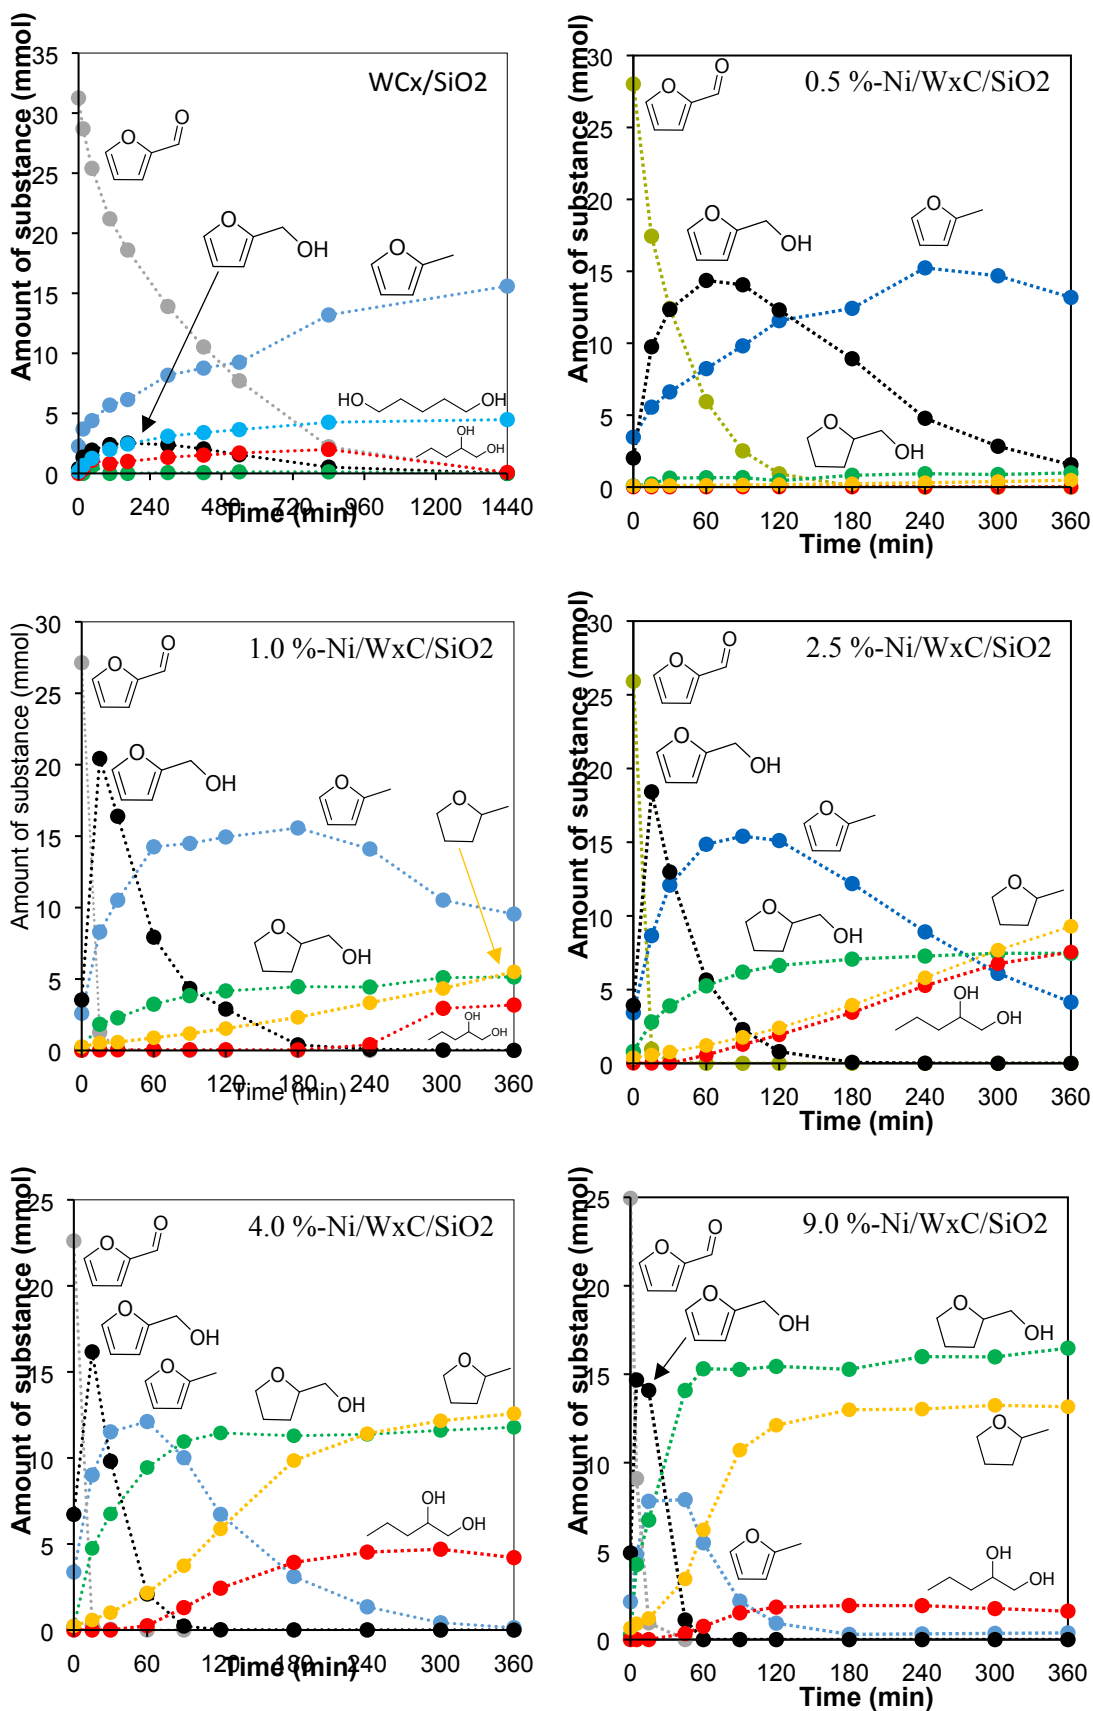 Amount of substance (mmol)
35
30
25
20
15
10
5
0
WCx/SiO2
O
O
O
OH
O
HO
OH
OH
OH
0
240
480
720
960
1200
1440
Time (min)
Amount of substance (mmol)
30
25
20
15
10
5
0
0.5 %-Ni/WxC/SiO2
O
O
O
OH
O
O
OH
0
60
120
180
240
300
360
Time (min)
Amount of substance (mmol)
30
25
20
15
10
5
0
1.0 %-Ni/WxC/SiO2
O
O
O
OH
O
O
O
OH
OH
OH
0
60
120
180
240
300
360
Time (min)
Amount of substance (mmol)
30
25
20
15
10
5
0
2.5 %-Ni/WxC/SiO2
O
O
O
OH
O
O
OH
O
OH
OH
0
60
120
180
240
300
360
Time (min)
Amount of substance (mmol)
25
20
15
10
5
0
4.0 %-Ni/WxC/SiO2
O
O
O
OH
O
O
OH
O
OH
OH
0
60
120
180
240
300
360
Time (min)
Amount of substance (mmol)
25
20
15
10
5
0
9.0 %-Ni/WxC/SiO2
O
O
O
OH
O
OH
O
O
OH
OH
0
60
120
180
240
300
360
Time (min)